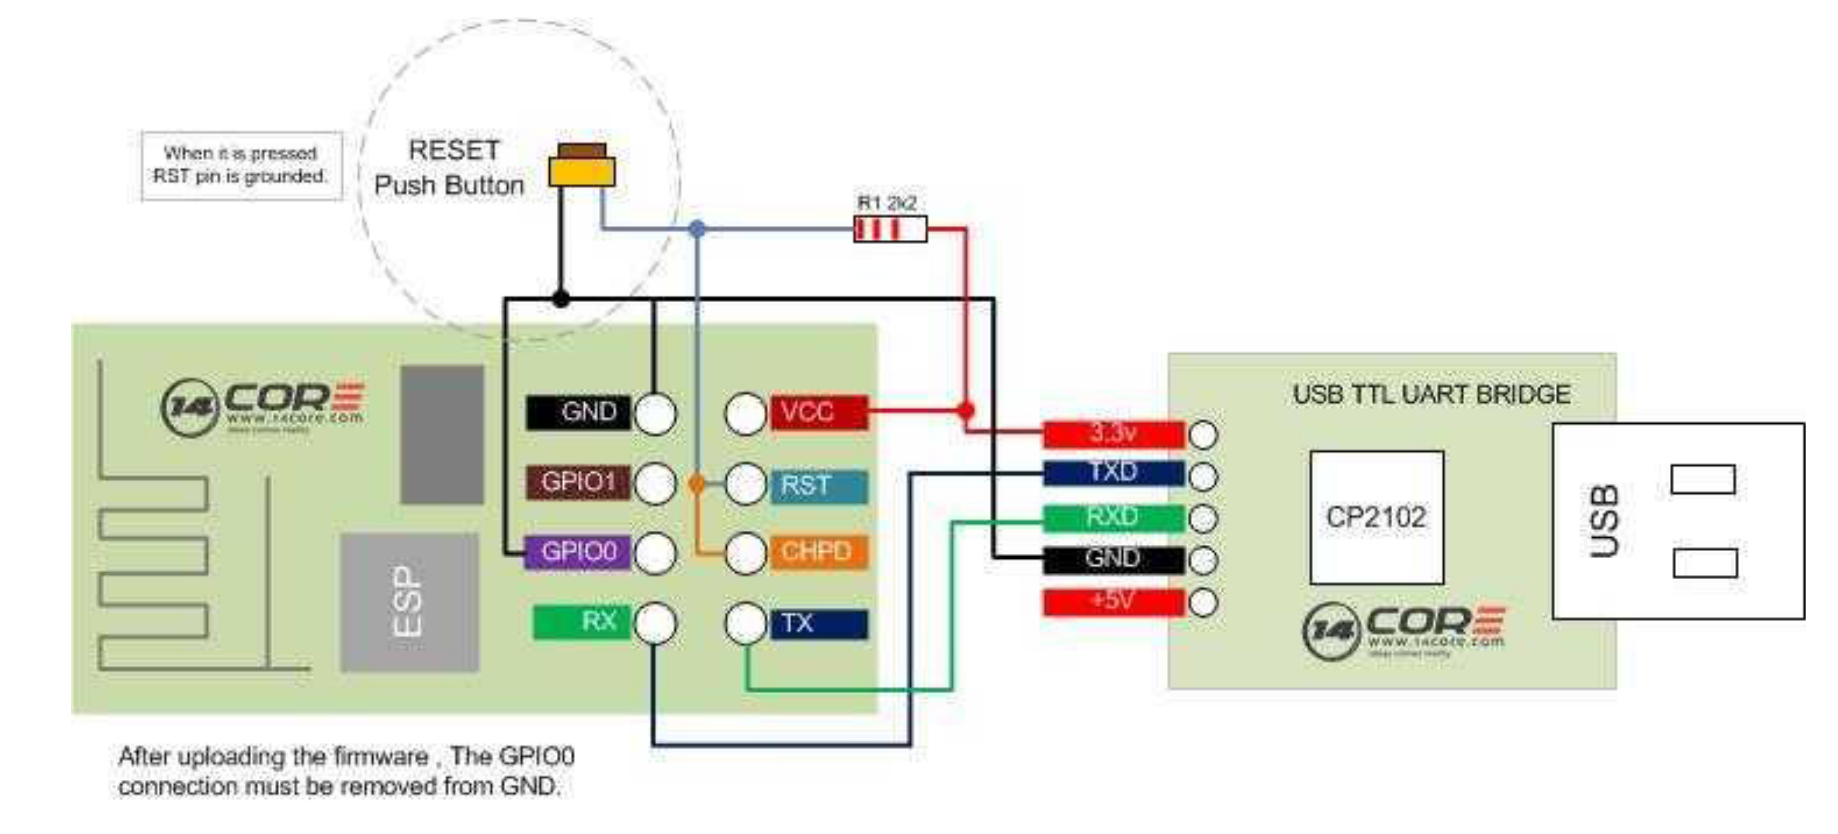 When it is pressed
RST pin is grounded.
RESET
Push Button
R1 2k2
14
CORE
www.14core.com
GND
VCC
GPIO1
RST
GPIO0
CHPD
RX
TX
ESP
3.3v
TXD
RXD
GND
+5V
USB TTL UART BRIDGE
CP2102
USB
14
CORE
www.14core.com
After uploading the firmware , The GPIO0
connection must be removed from GND.